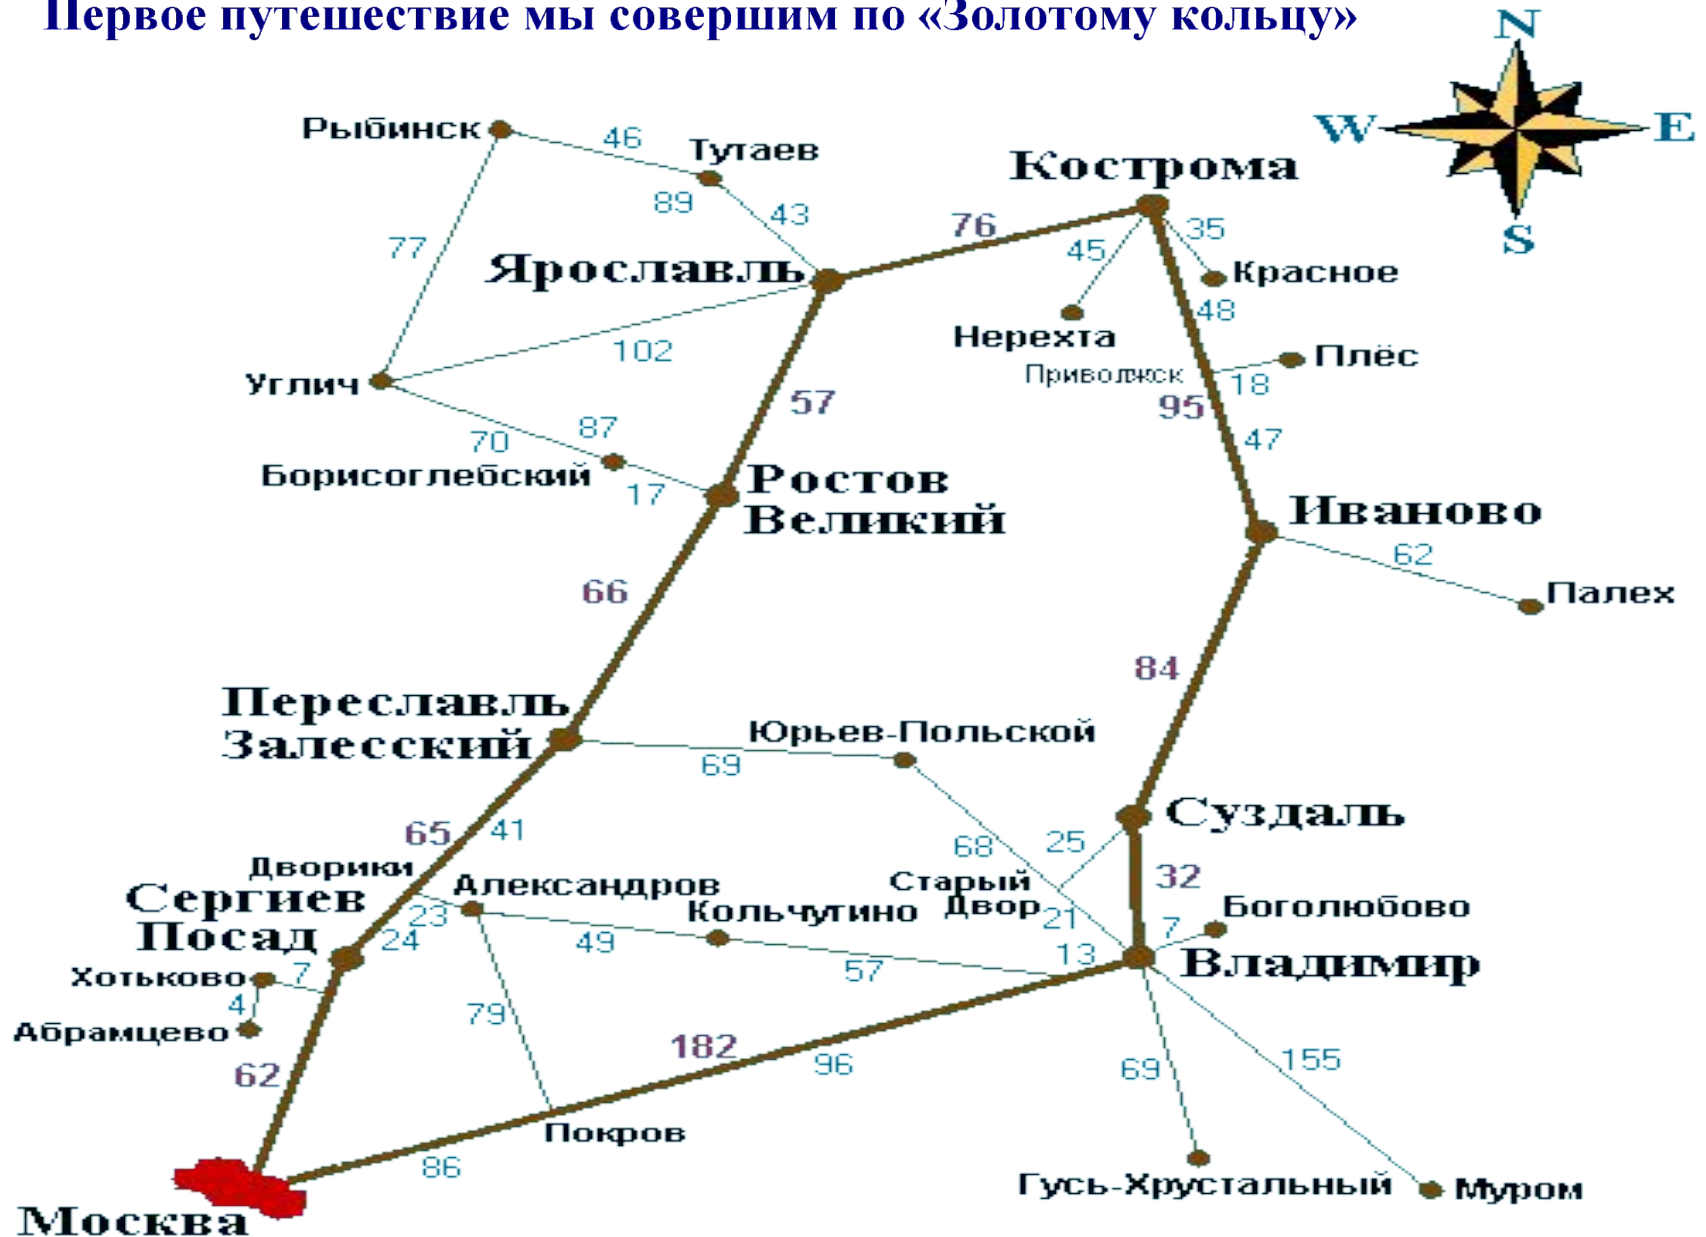 Первое путешествие мы совершим по «Золотому кольцу»
N
W
E
S
Рыбинск
46
Тутаев
Кострома
89
43
76
35
77
45
Ярославль
Красное
48
102
Нерехта
Плёс
Приволжск
18
Углич
57
95
87
70
47
Борисоглебский
17
Ростов
Великий
Иваново
62
66
Палех
84
Переславль
Залесский
Юрьев-Польской
69
Суздаль
65
41
25
68
Дворики
32
Старый
Двор
Сергиев
Посад
Александров
23
24
49
Кольчугино
21
Боголюбово
7
13
Владимир
57
Хотьково
7
4
Абрамцево
79
182
96
62
69
155
Покров
86
Гусь-Хрустальный
Муром
Москва